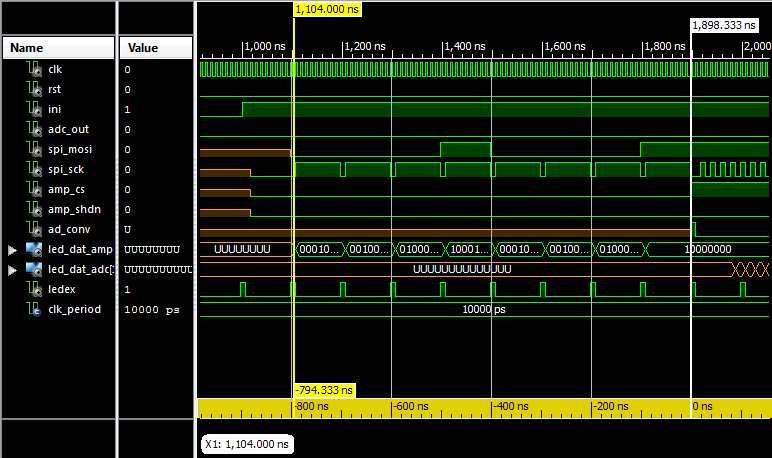 1,104.000 ns
1,898.333 ns
Name Value
1,000 ns 1,200 ns 1,400 ns 1,600 ns 1,800 ns 2,000
clk 0
rst 0
ini 1
adc_out 0
spi_mosi 0
spi_sck 0
amp_cs 0
amp_shdn 0
ad_conv U
led_dat_amp UUUUUUUU UUUUUUUU 00010... 00100... 01000... 10001... 00010... 00100... 01000... 10000000
led_dat_adc[ UUUUUUUUUU UUUUUUUUUUUUUU
ledex 1
clk_period 10000 ps 10000 ps
-794.333 ns
-800 ns -600 ns -400 ns -200 ns 0 ns
X1: 1,104.000 ns